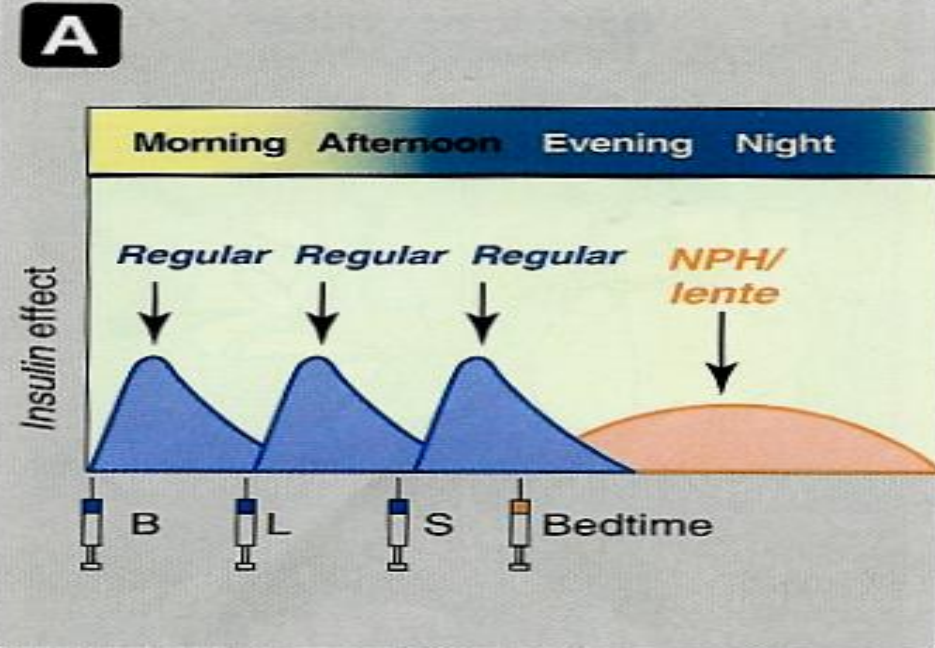 A
Morning Afternoon Evening Night
Regular Regular Regular NPH/
lente
Insulin effect
B L S Bedtime